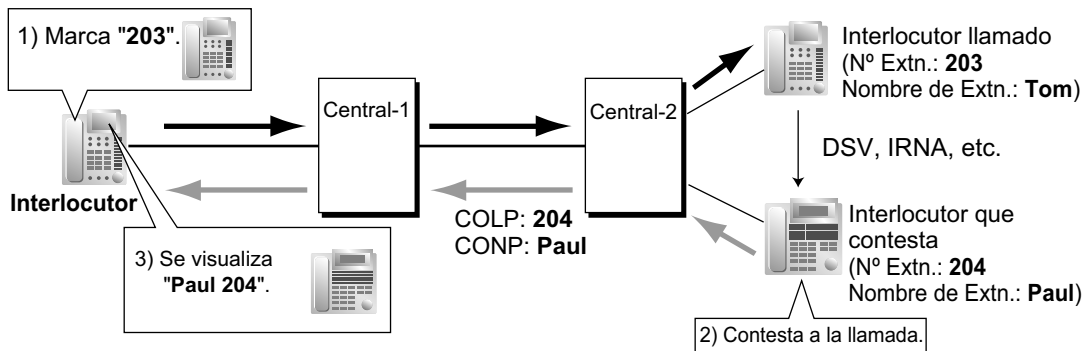 1) Marca "203".
Interlocutor
3) Se visualiza
"Paul 204".
Central-1
COLP: 204
CONP: Paul
Central-2
Interlocutor llamado
(Nº Extn.: 203
Nombre de Extn.: Tom)
DSV, IRNA, etc.
Interlocutor que
contesta
(Nº Extn.: 204
Nombre de Extn.: Paul)
2) Contesta a la llamada.